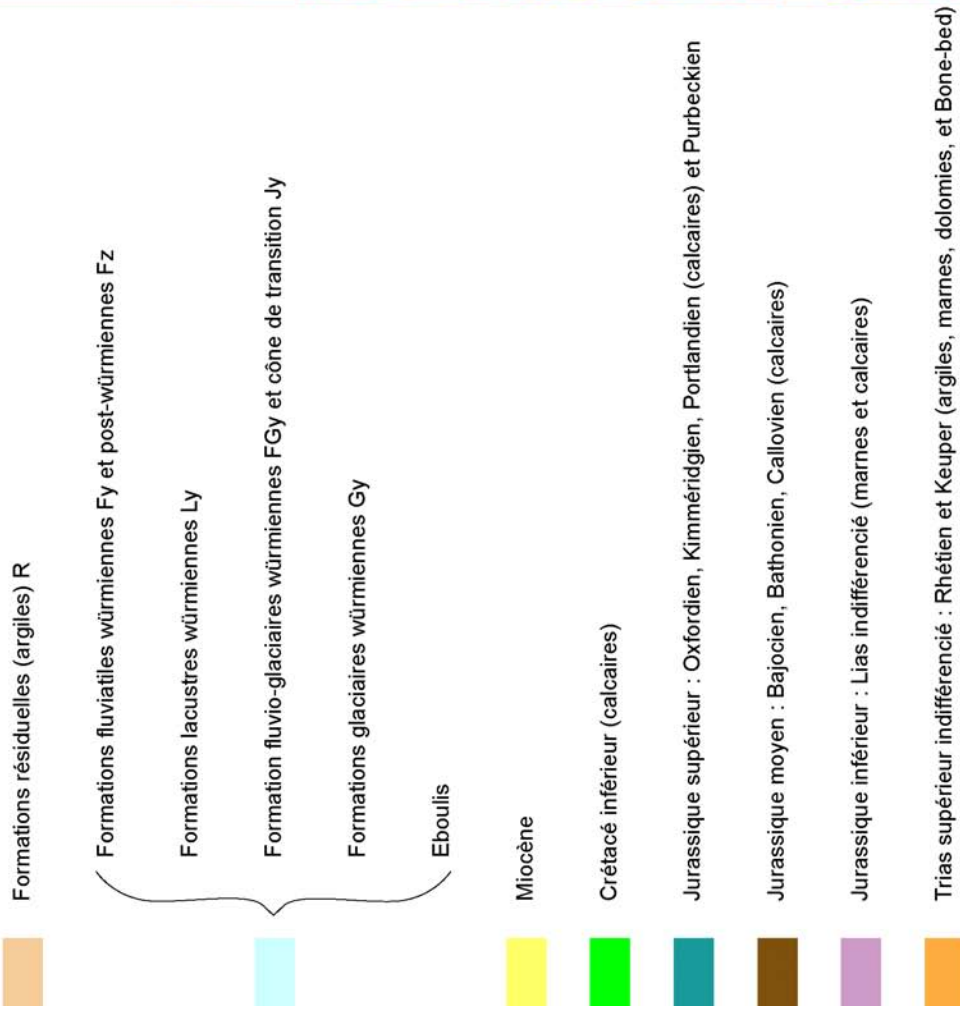 Formations résiduelles (argiles) R
Formations fluviatiles würmiennes Fy et post-würmiennes Fz
Formations lacustres würmiennes Ly
Formation fluvio-glaciaires würmiennes FGy et cône de transition Jy
Formations glaciaires würmiennes Gy
Eboulis
Miocène
Crétacé inférieur (calcaires)
Jurassique supérieur : Oxfordien, Kimméridgien, Portlandien (calcaires) et Purbeckien
Jurassique moyen : Bajocien, Bathonien, Callovien (calcaires)
Jurassique inférieur : Lias indifférencié (marnes et calcaires)
Trias supérieur indifférencié : Rhétien et Keuper (argiles, marnes, dolomies, et Bone-bed)